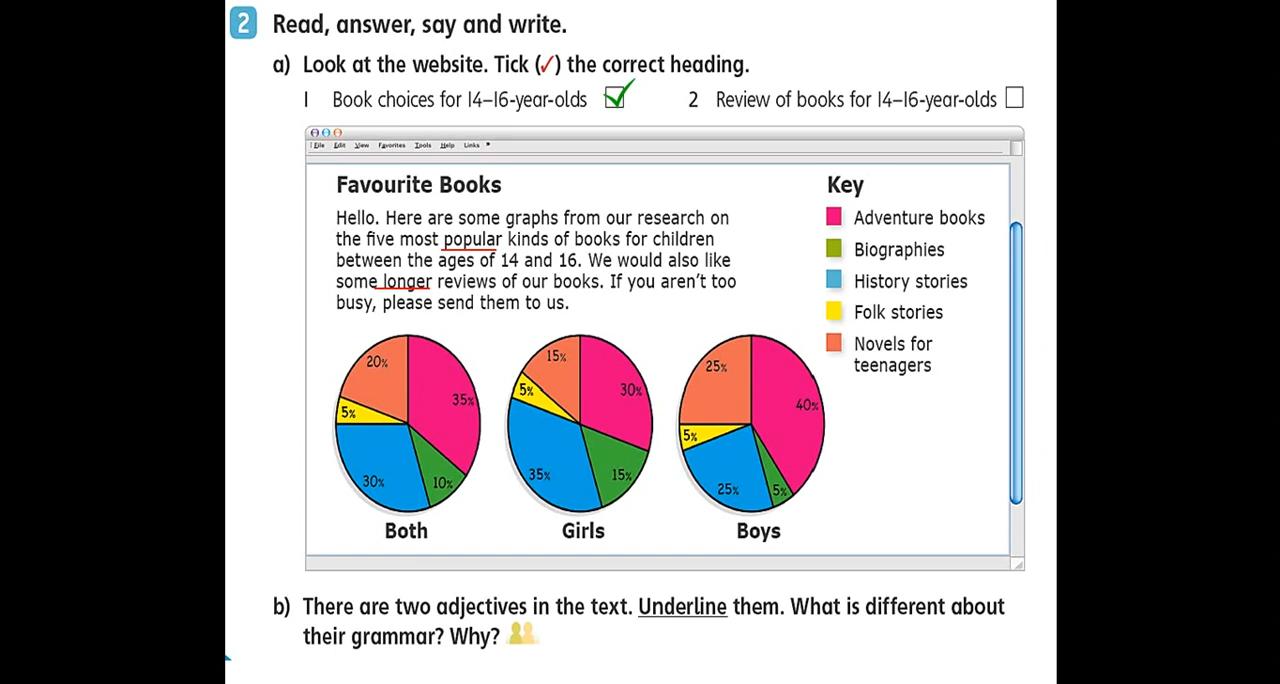 2 Read, answer, say and write.
a) Look at the website. Tick (✓) the correct heading.
1 Book choices for 14–16-year-olds ✓ 2 Review of books for 14–16-year-olds
File Edit View Favorites Tools Help Links
Favourite Books
Hello. Here are some graphs from our research on
the five most popular kinds of books for children
between the ages of 14 and 16. We would also like
some longer reviews of our books. If you aren't too
busy, please send them to us.
Key
Adventure books
Biographies
History stories
Folk stories
Novels for
teenagers
20%
35%
5%
30%
10%
Both
15%
30%
5%
35%
15%
Girls
25%
40%
5%
25%
5%
Boys
b) There are two adjectives in the text. Underline them. What is different about
their grammar? Why?